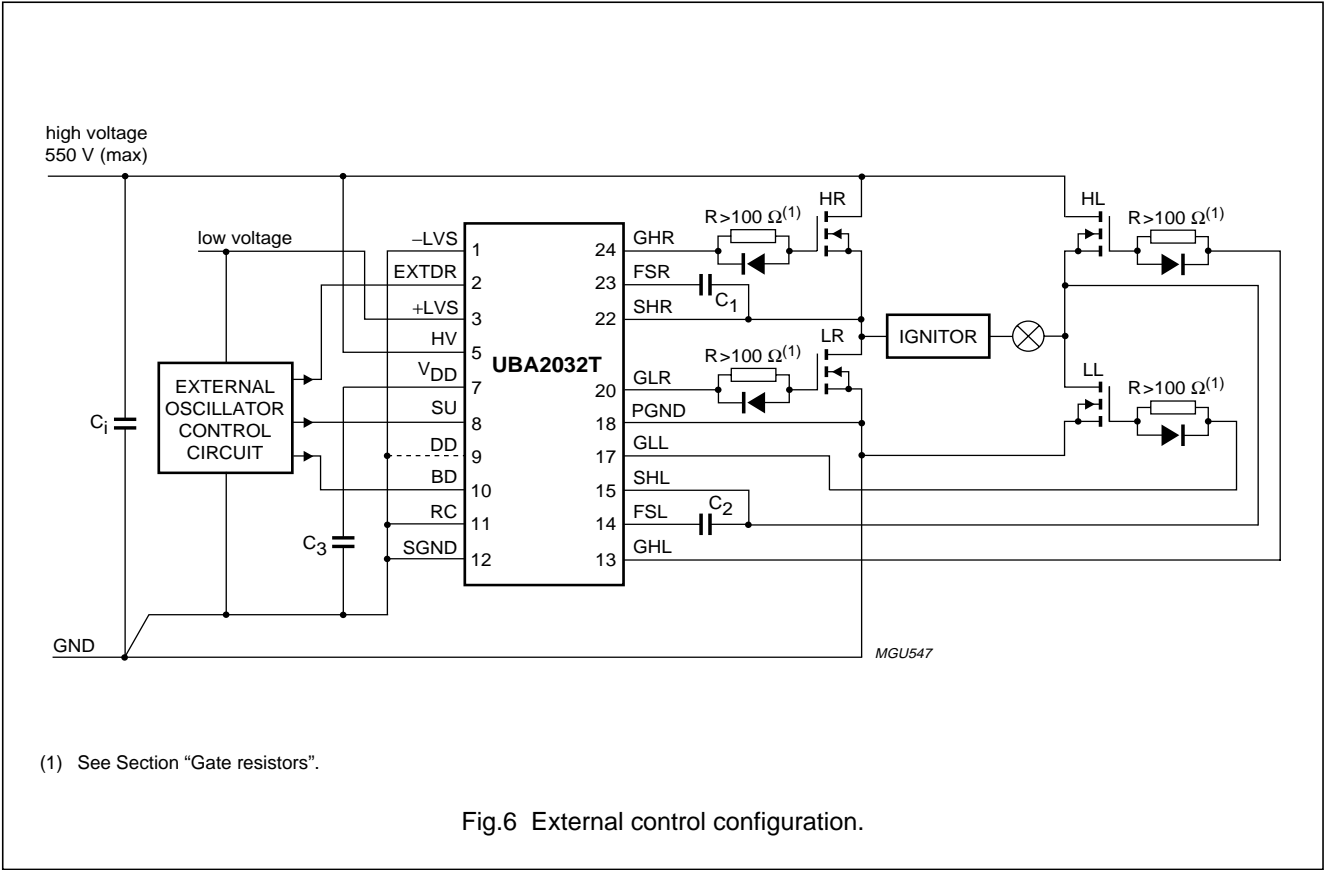 high voltage
550 V (max)
low voltage
−LVS
1
EXTDR
2
+LVS
3
HV
5
VDD
7
SU
8
DD
9
BD
10
RC
11
SGND
12
UBA2032T
24
GHR
23
FSR
22
SHR
20
GLR
18
PGND
17
GLL
15
SHL
14
FSL
13
GHL
R>100 Ω(1)
HR
C1
R>100 Ω(1)
LR
IGNITOR
HL
R>100 Ω(1)
LL
R>100 Ω(1)
C2
EXTERNAL
OSCILLATOR
CONTROL
CIRCUIT
Ci
C3
GND
MGU547
(1) See Section “Gate resistors”.
Fig.6 External control configuration.